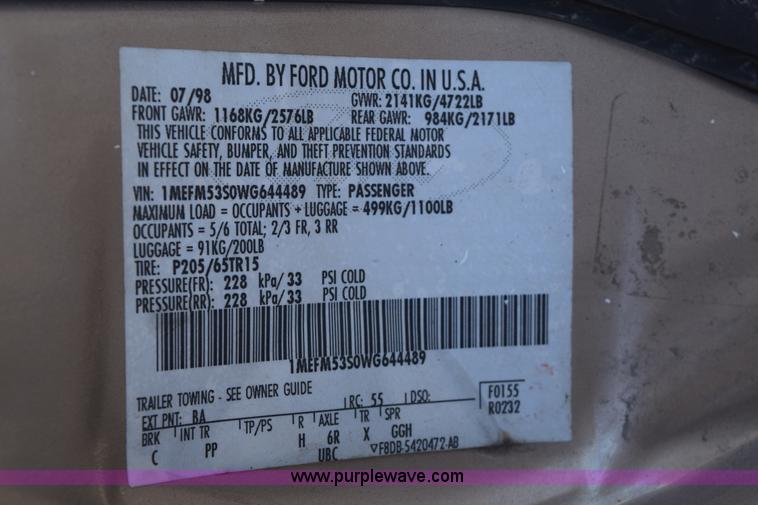 MFD. BY FORD MOTOR CO. IN U.S.A.
DATE: 07/98 GVWR: 2141KG/4722LB
FRONT GAWR: 1168KG/2576LB REAR GAWR: 984KG/2171LB
THIS VEHICLE CONFORMS TO ALL APPLICABLE FEDERAL MOTOR
VEHICLE SAFETY, BUMPER, AND THEFT PREVENTION STANDARDS
IN EFFECT ON THE DATE OF MANUFACTURE SHOWN ABOVE.
VIN: 1MEFM53S0WG644489 TYPE: PASSENGER
MAXIMUM LOAD = OCCUPANTS + LUGGAGE = 499KG/1100LB
OCCUPANTS = 5/6 TOTAL; 2/3 FR, 3 RR
LUGGAGE = 91KG/200LB
TIRE: P205/65TR15
PRESSURE(FR): 228 kPa/33 PSI COLD
PRESSURE(RR): 228 kPa/33 PSI COLD
1MEFM53S0WG644489
TRAILER TOWING - SEE OWNER GUIDE
EXT PNT: BA RC: 55 DSO: F0155
R0232
BRK INT TR TP/PS R AXLE TR SPR
C PP H 6R X GGH
UBC F8DB-5420472-AB
www.purplewave.com